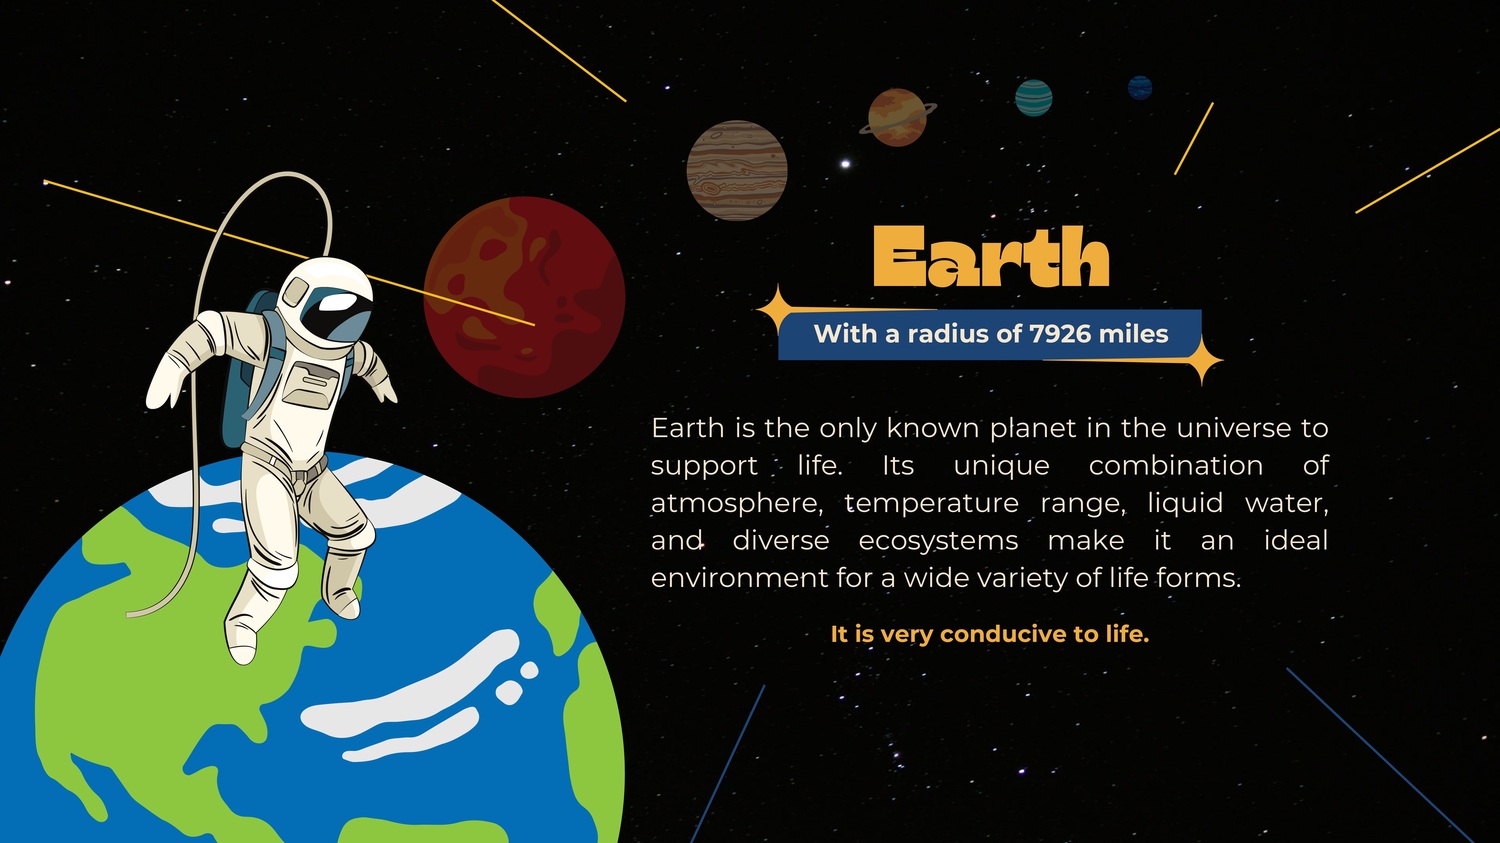 Earth
With a radius of 7926 miles
Earth is the only known planet in the universe to
support life. Its unique combination of
atmosphere, temperature range, liquid water,
and diverse ecosystems make it an ideal
environment for a wide variety of life forms.
It is very conducive to life.